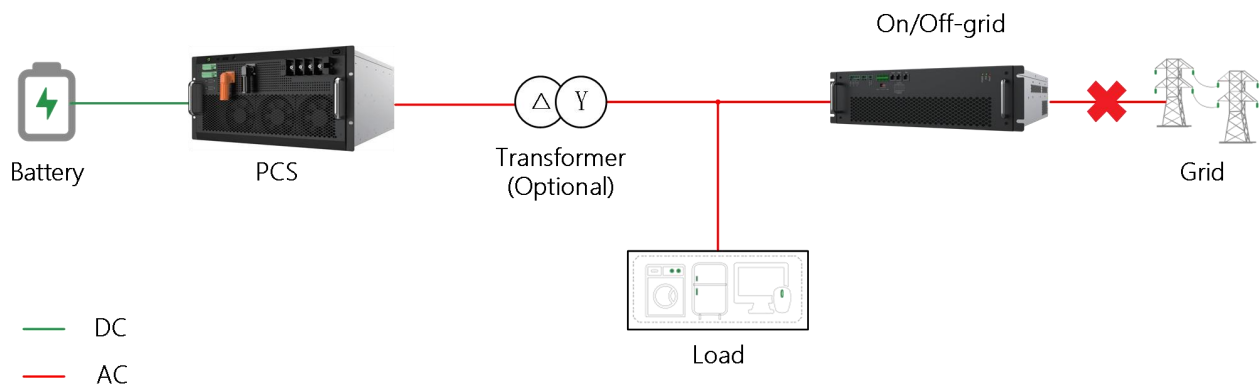 On/Off-grid
Δ
Y
Battery
PCS
Transformer
(Optional)
Grid
Load
DC
AC